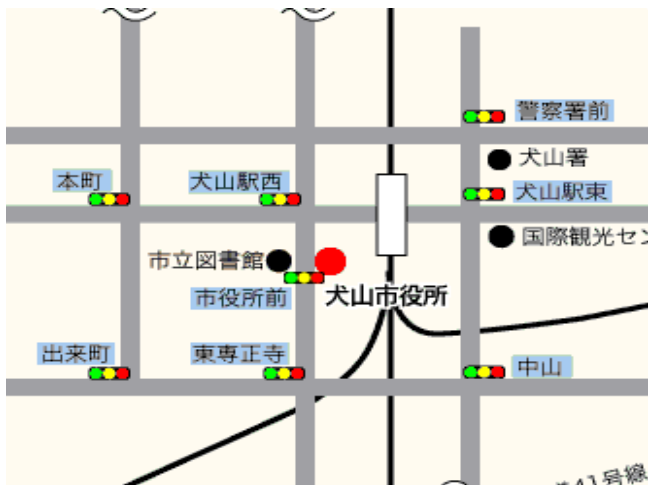 警察署前
犬山署
本町
犬山駅西
犬山駅東
国際観光セン
市立図書館
市役所前
犬山市役所
出来町
東専正寺
中山
41号線